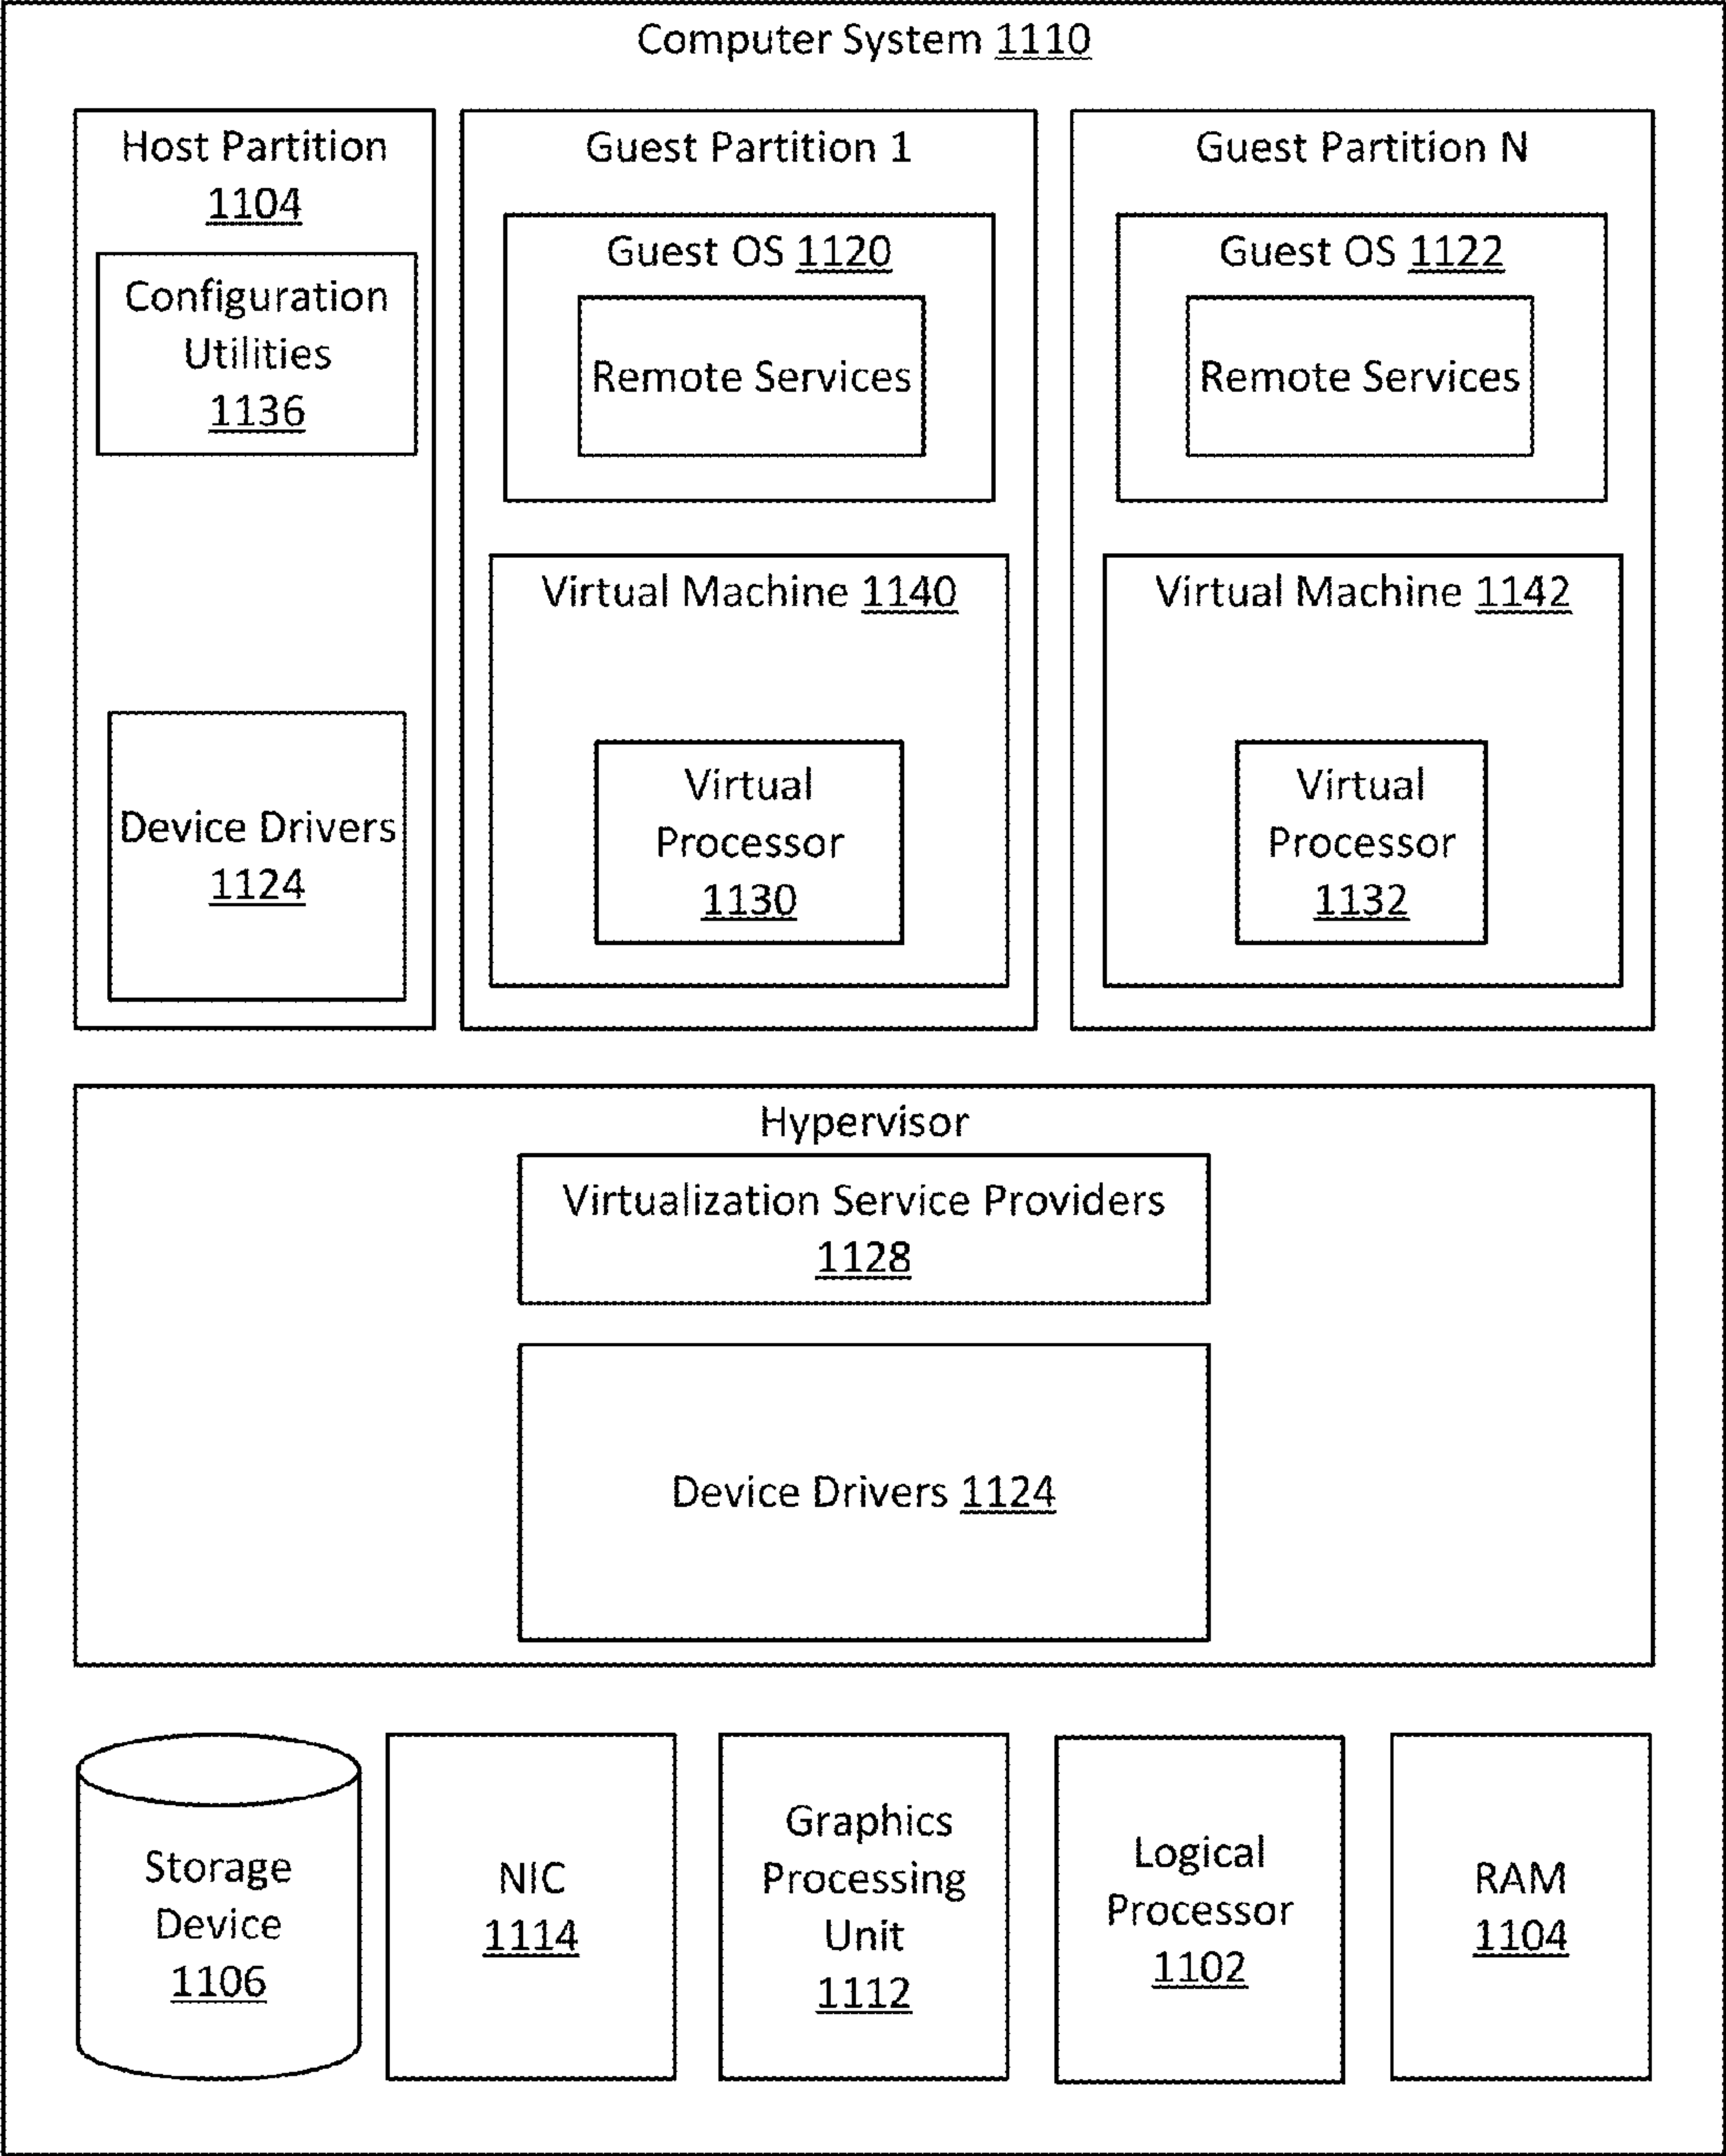 Computer System 1110
Host Partition
1104
Configuration
Utilities
1136
Device Drivers
1124
Guest Partition 1
Guest OS 1120
Remote Services
Virtual Machine 1140
Virtual
Processor
1130
Guest Partition N
Guest OS 1122
Remote Services
Virtual Machine 1142
Virtual
Processor
1132
Hypervisor
Virtualization Service Providers
1128
Device Drivers 1124
Storage
Device
1106
NIC
1114
Graphics
Processing
Unit
1112
Logical
Processor
1102
RAM
1104